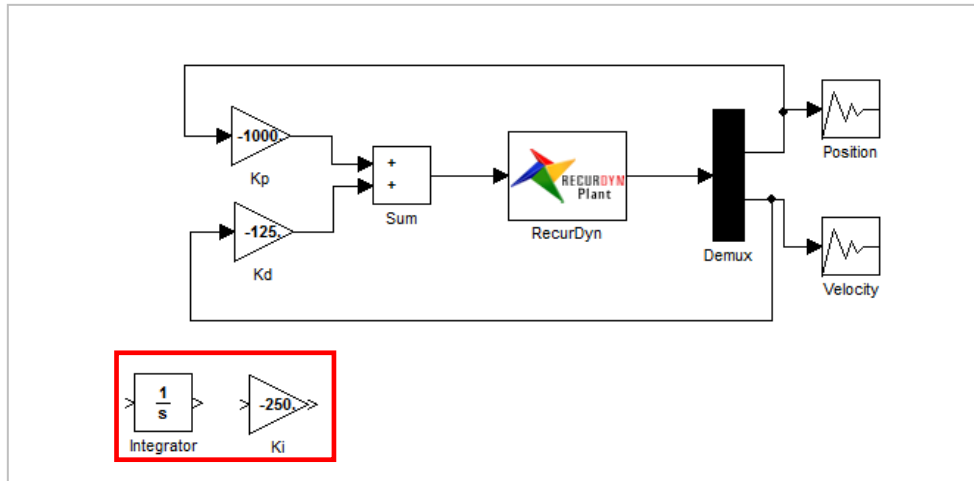 -1000.
Kp
+
+
Sum
RECURDYN
Plant
RecurDyn
Demux
Position
-125.
Kd
Velocity
1
s
Integrator
-250.
Ki